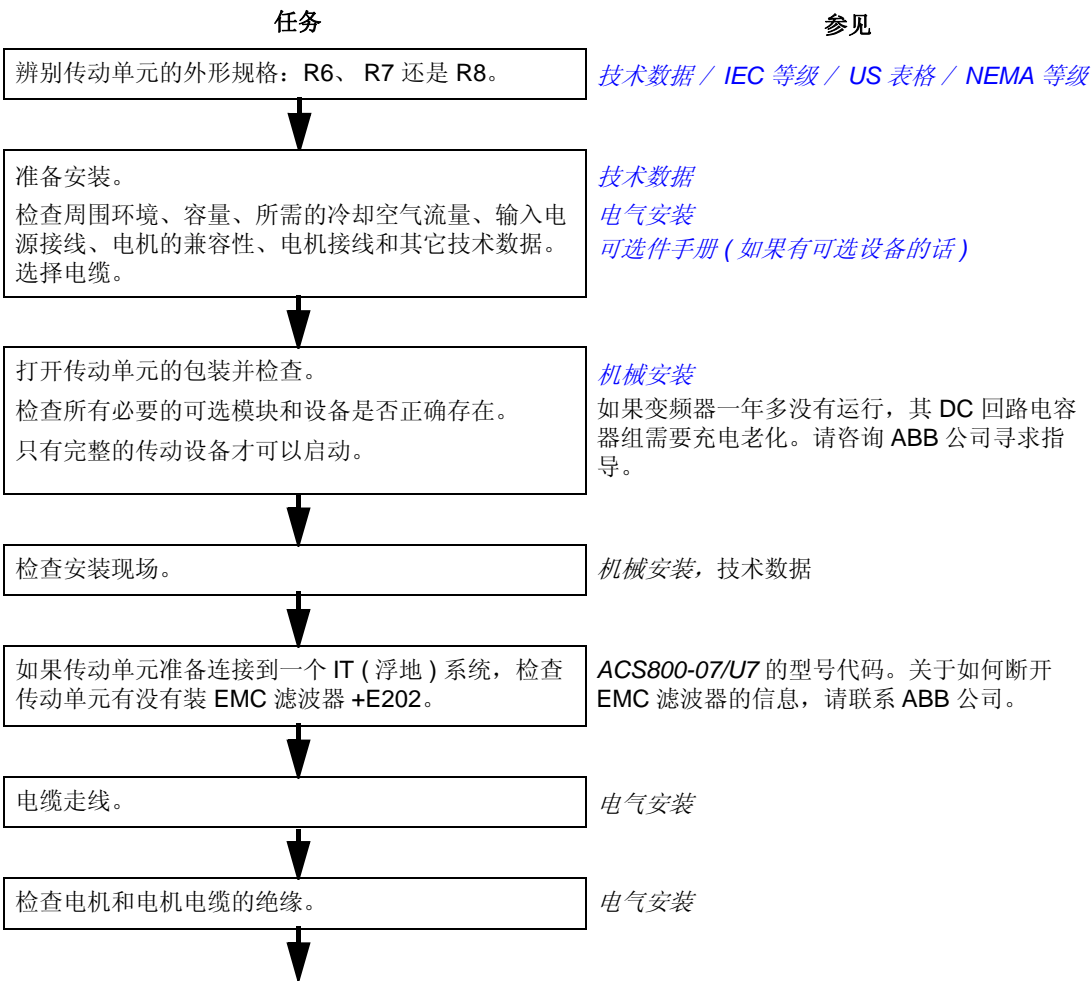 任务
参见
辨别传动单元的外形规格：R6、 R7 还是 R8。
技术数据 / IEC 等级 / US 表格 / NEMA 等级
准备安装。
检查周围环境、容量、所需的冷却空气流量、输入电
源接线、电机的兼容性、电机接线和其它技术数据。
选择电缆。
技术数据
电气安装
可选件手册 ( 如果有可选设备的话 )
打开传动单元的包装并检查。
检查所有必要的可选模块和设备是否正确存在。
只有完整的传动设备才可以启动。
机械安装
如果变频器一年多没有运行，其 DC 回路电容
器组需要充电老化。请咨询 ABB 公司寻求指
导。
检查安装现场。
机械安装，技术数据
如果传动单元准备连接到一个 IT ( 浮地 ) 系统，检查
传动单元有没有装 EMC 滤波器 +E202。
ACS800-07/U7 的型号代码。关于如何断开
EMC 滤波器的信息，请联系 ABB 公司。
电缆走线。
电气安装
检查电机和电机电缆的绝缘。
电气安装